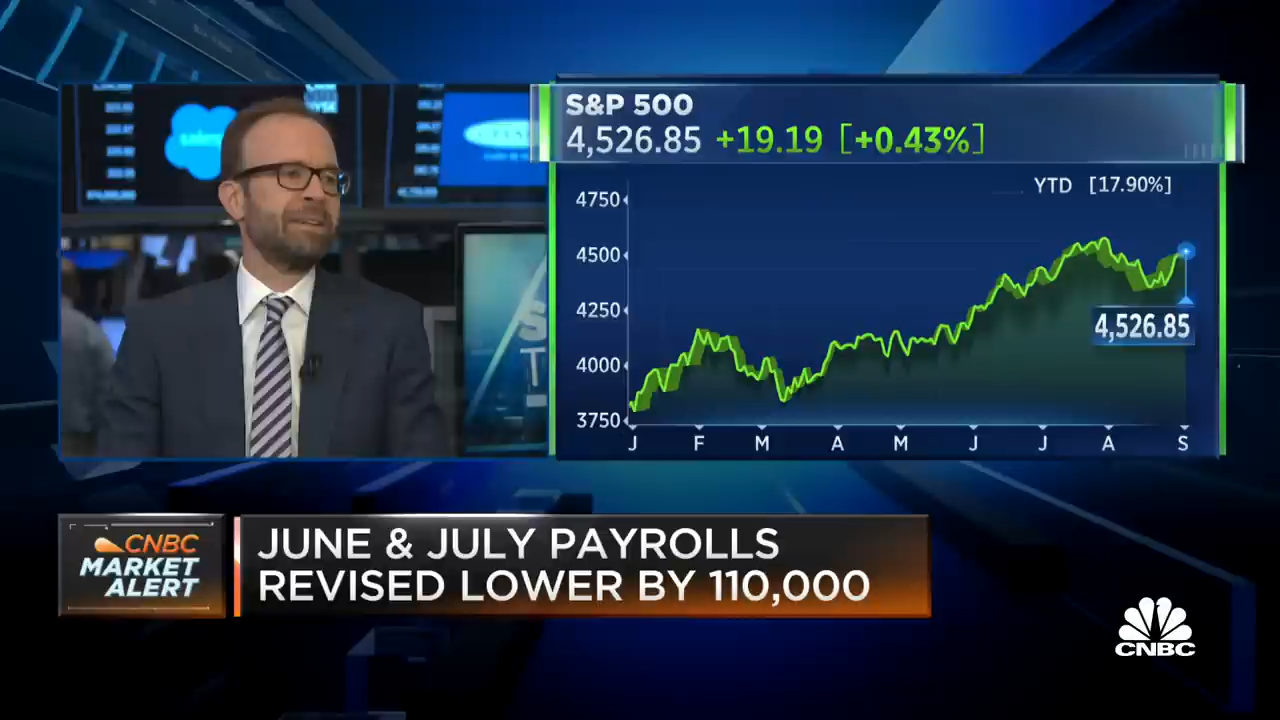 S&P 500
4,526.85 +19.19 [+0.43%]
YTD [17.90%]
4750
4500
4250
4000
3750
4,526.85
J F M A M J J A S
CNBC
MARKET
ALERT
JUNE & JULY PAYROLLS
REVISED LOWER BY 110,000
CNBC